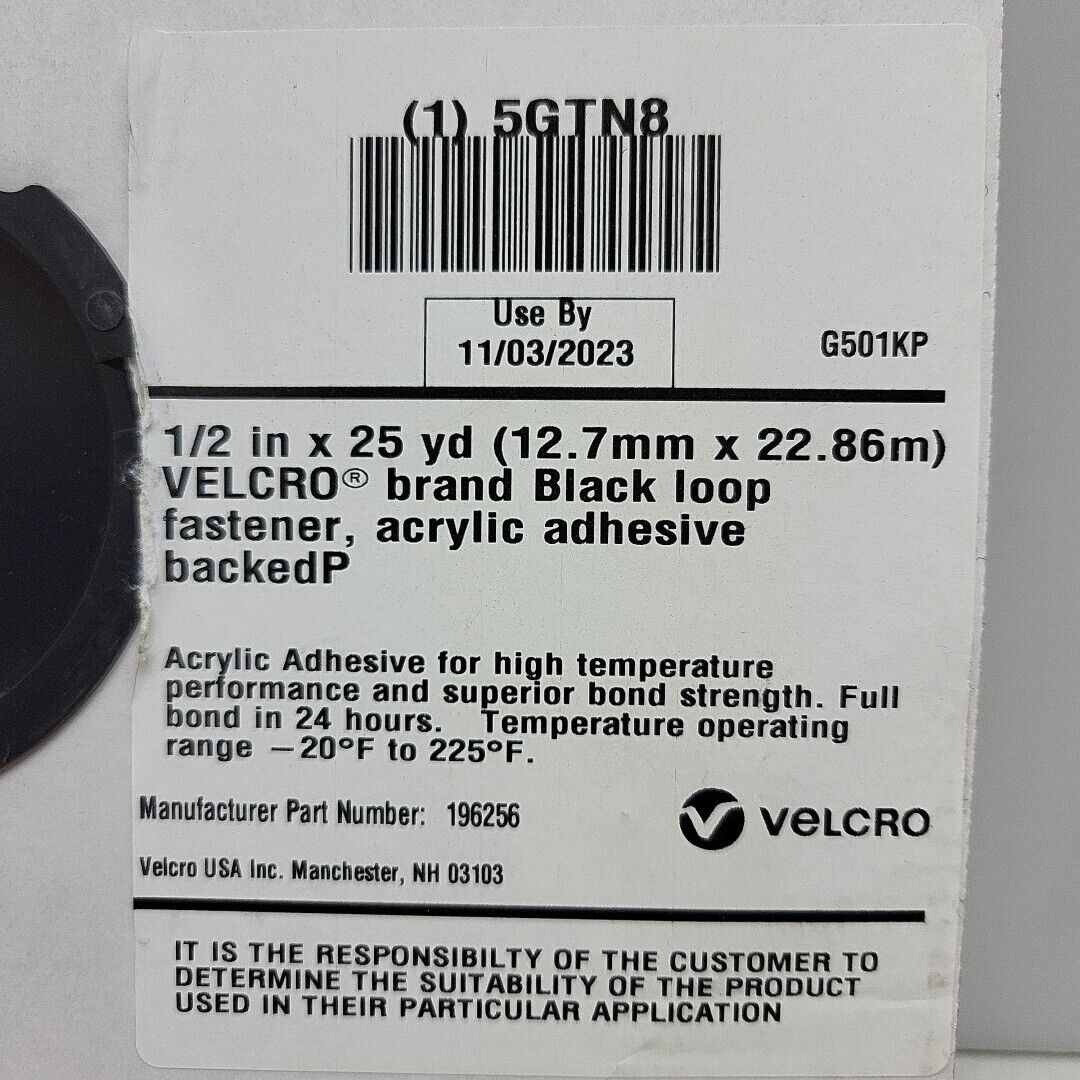 (1) 5GTN8
Use By
11/03/2023
G501KP
1/2 in x 25 yd (12.7mm x 22.86m)
VELCRO® brand Black loop
fastener, acrylic adhesive
backedP
Acrylic Adhesive for high temperature
performance and superior bond strength. Full
bond in 24 hours. Temperature operating
range −20°F to 225°F.
Manufacturer Part Number: 196256
VELCRO
Velcro USA Inc. Manchester, NH 03103
IT IS THE RESPONSIBILTY OF THE CUSTOMER TO
DETERMINE THE SUITABILITY OF THE PRODUCT
USED IN THEIR PARTICULAR APPLICATION